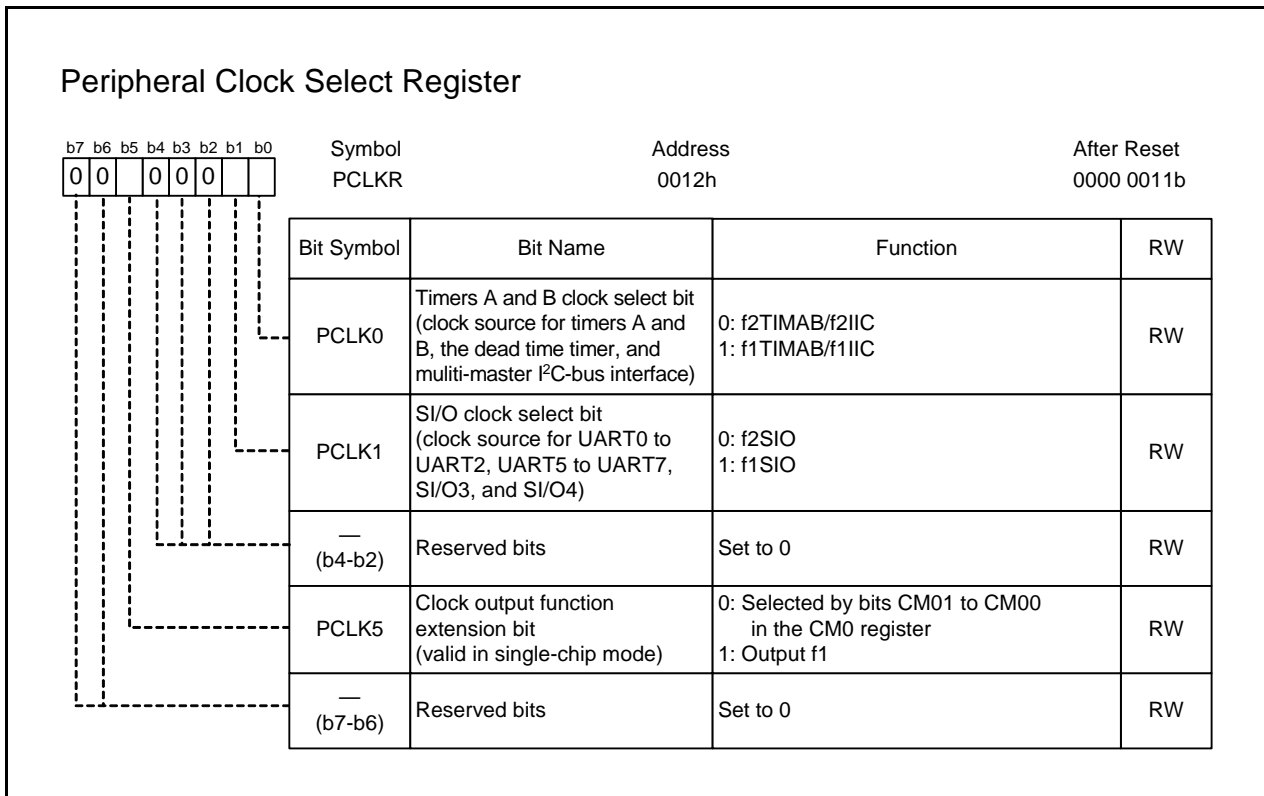 Peripheral Clock Select Register
b7 b6 b5 b4 b3 b2 b1 b0
0 0 0 0 0
Symbol Address After Reset
PCLKR 0012h 0000 0011b
Bit Symbol Bit Name Function RW
PCLK0
Timers A and B clock select bit
(clock source for timers A and
B, the dead time timer, and
muliti-master I²C-bus interface)
0: f2TIMAB/f2IIC
1: f1TIMAB/f1IIC
RW
PCLK1
SI/O clock select bit
(clock source for UART0 to
UART2, UART5 to UART7,
SI/O3, and SI/O4)
0: f2SIO
1: f1SIO
RW
—
(b4-b2)
Reserved bits
Set to 0
RW
PCLK5
Clock output function
extension bit
(valid in single-chip mode)
0: Selected by bits CM01 to CM00
in the CM0 register
1: Output f1
RW
—
(b7-b6)
Reserved bits
Set to 0
RW